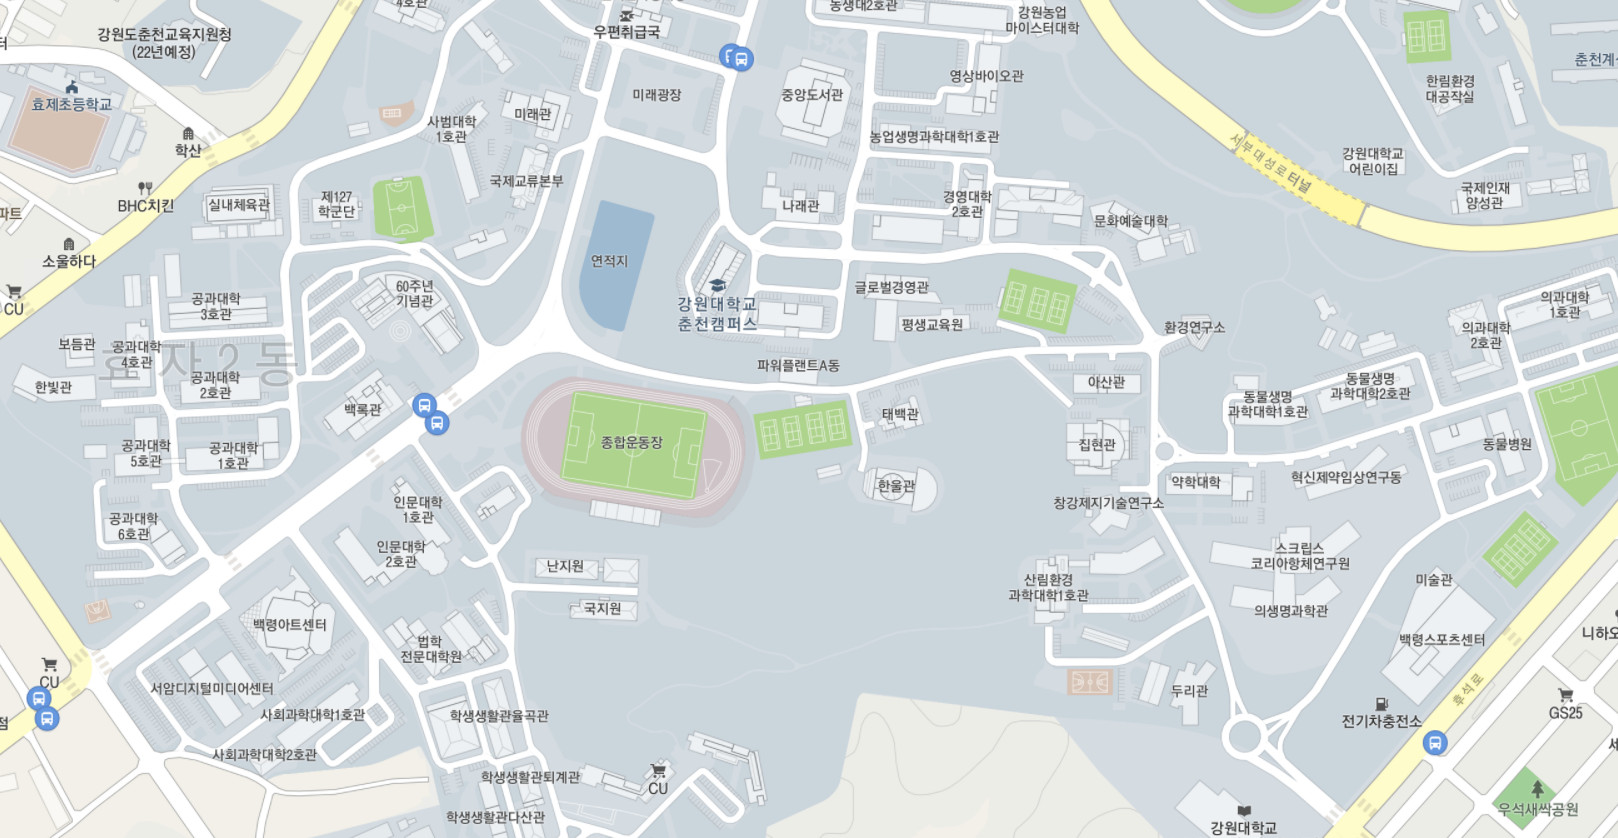 4호관
강원도춘천교육지원청
(22년예정)
우편취급국
농생대2호관
강원농업
마이스터대학
춘천계
효제초등학교
학산
사범대학
1호관
미래관
미래광장
중앙도서관
영상바이오관
한림환경
대공작실
농업생명과학대학1호관
서부대성로터널
강원대학교
어린이집
BHC치킨
실내체육관
제127
학군단
국제교류본부
나래관
경영대학
2호관
문화예술대학
국제인재
양성관
파트
소울하다
CU
연적지
강원대학교
춘천캠퍼스
글로벌경영관
평생교육원
환경연구소
60주년
기념관
공과대학
3호관
의과대학
1호관
의과대학
2호관
보듬관
공과대학
4호관
효자2동
한빛관
공과대학
2호관
백록관
파워플랜트A동
야산관
동물생명
과학대학1호관
동물생명
과학대학2호관
종합운동장
태백관
집현관
동물병원
공과대학
5호관
공과대학
1호관
한울관
약학대학
혁신제약임상연구동
창강제지기술연구소
인문대학
1호관
공과대학
6호관
인문대학
2호관
난지원
국지원
산림환경
과학대학1호관
스크립스
코리아항체연구원
의생명과학관
미술관
백령아트센터
법학
전문대학원
백령스포츠센터
니하오
CU
서암디지털미디어센터
두리관
후석로
전기차충전소
GS25
점
사회과학대학1호관
학생생활관율곡관
사회과학대학2호관
학생생활관퇴계관
CU
세
학생생활관다산관
강원대학교
우석새싹공원